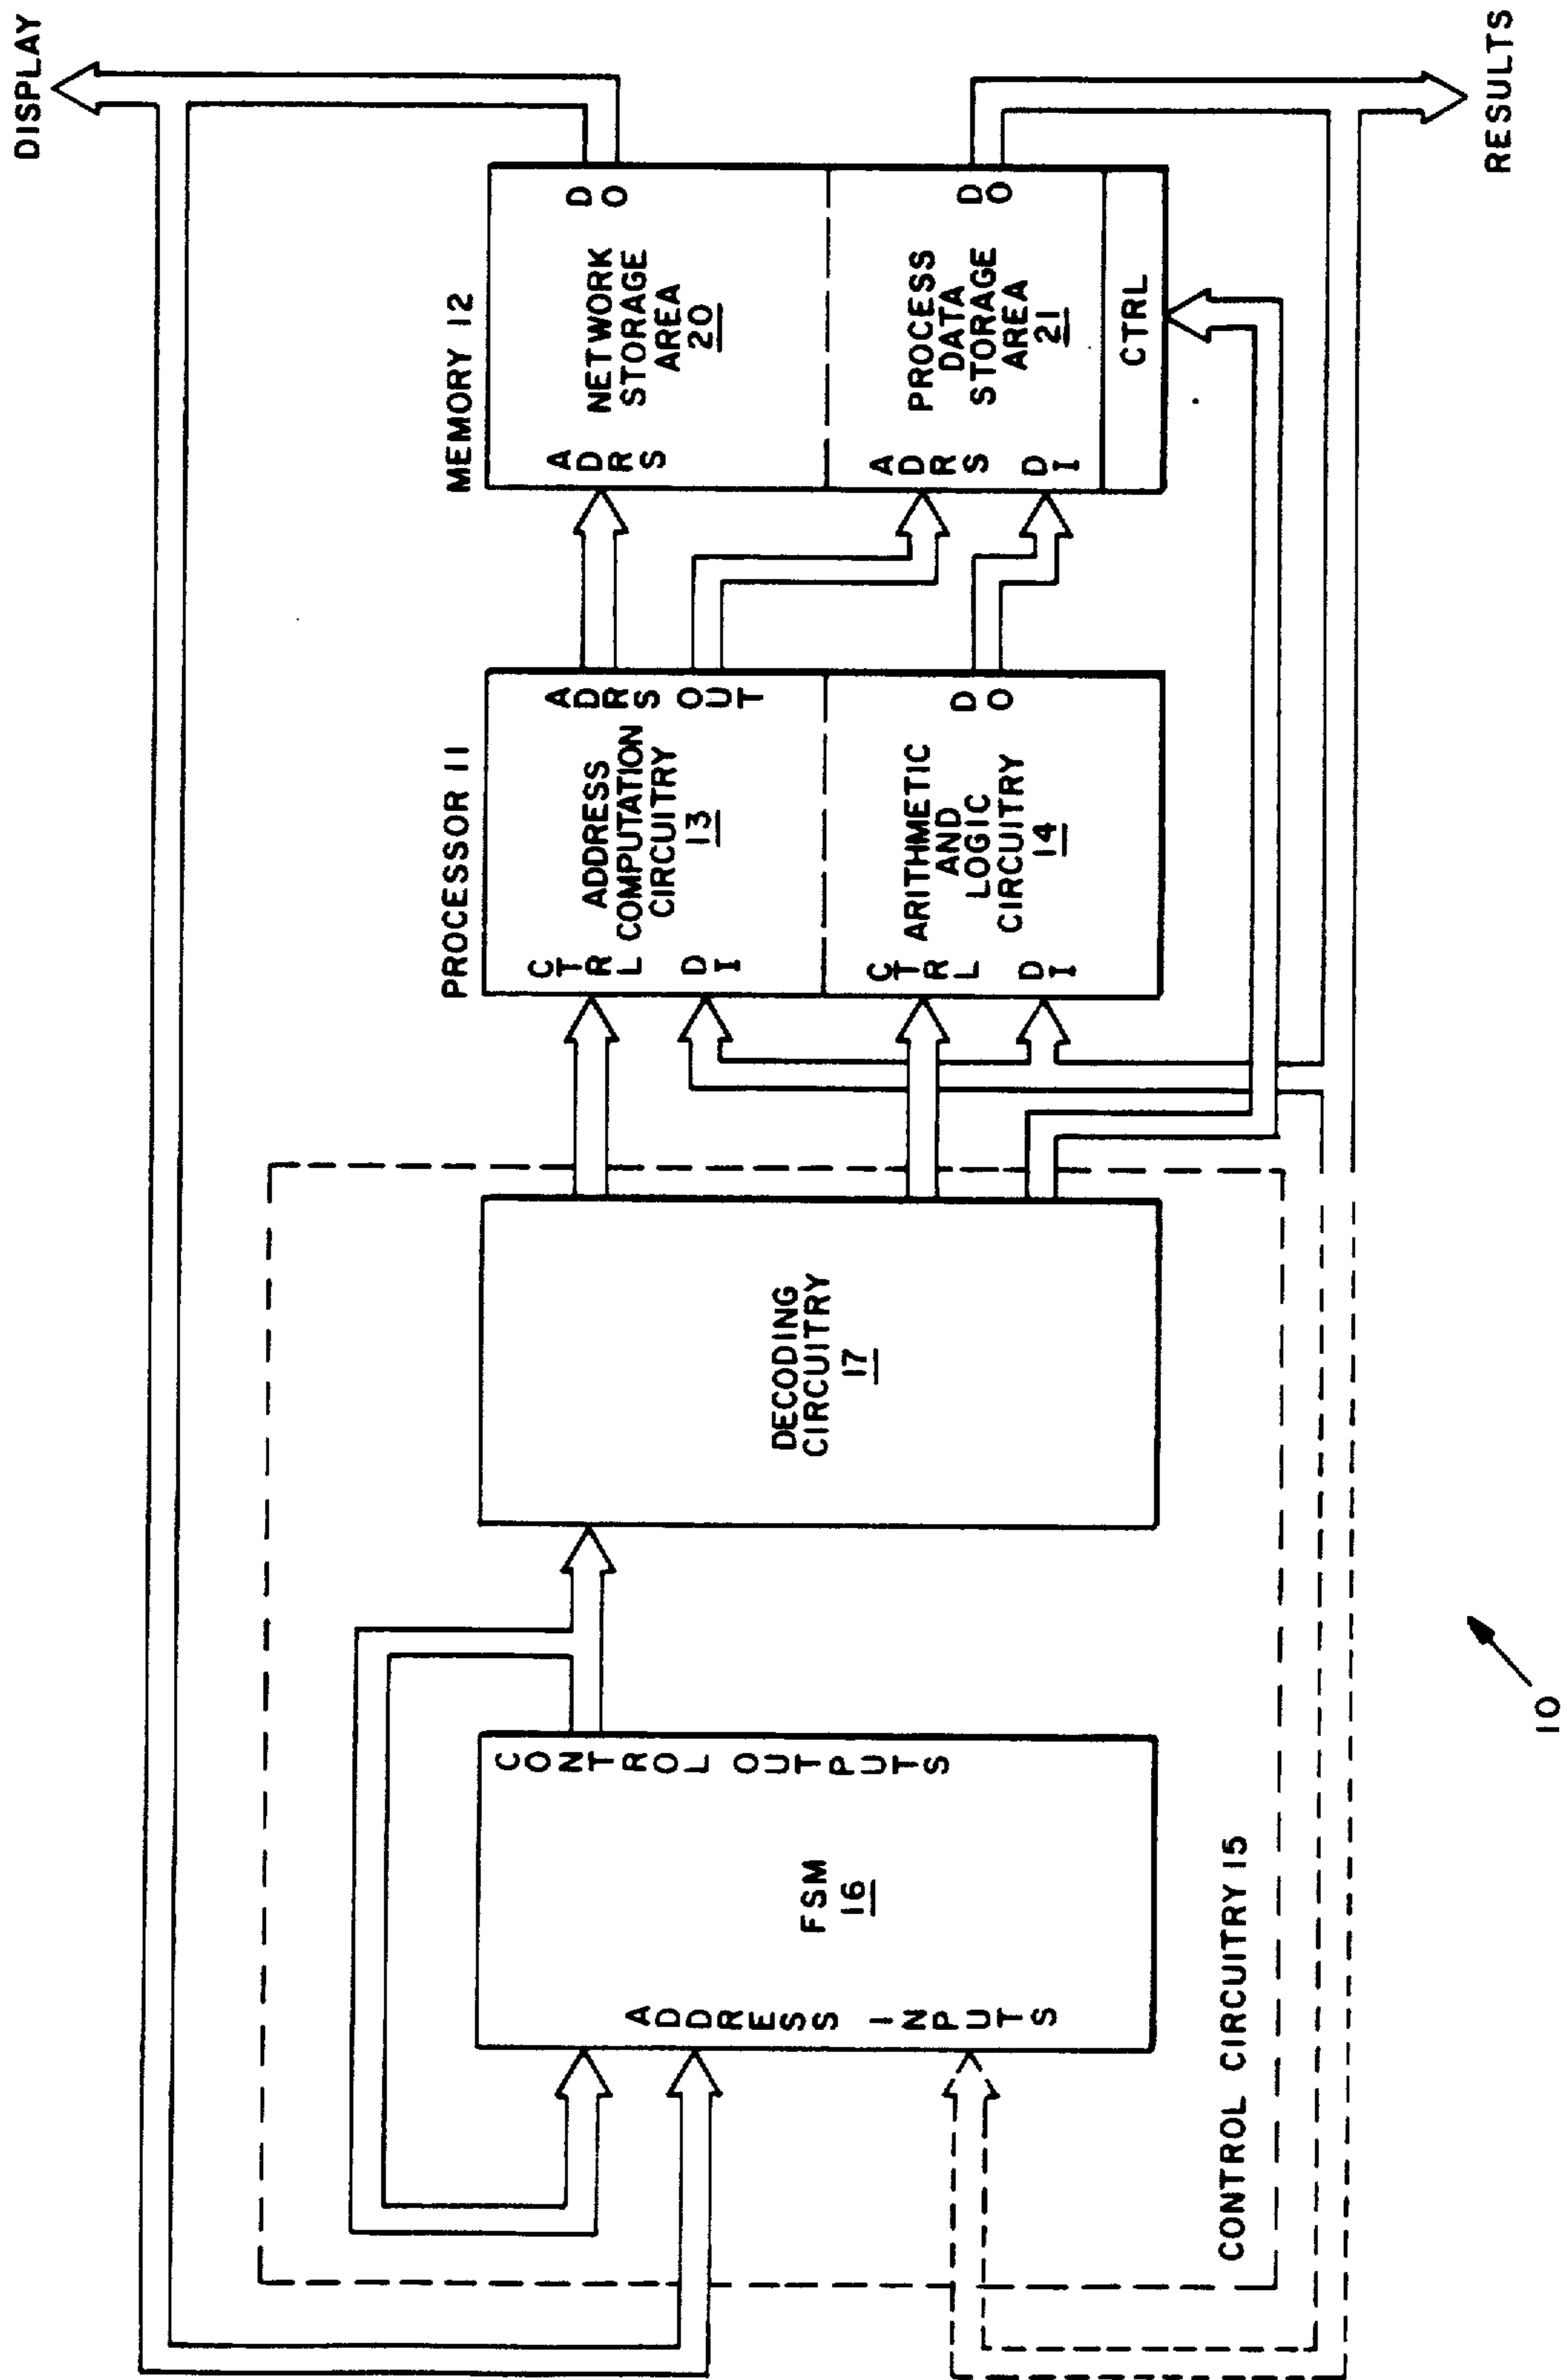 DISPLAY
MEMORY 12
ADRS
NETWORK
STORAGE
AREA
20
DO
ADRS
DI
PROCESS
DATA
STORAGE
AREA
21
DO
CTRL
RESULTS
PROCESSOR 11
CTRL
DI
ADDRESS
COMPUTATION
CIRCUITRY
13
ADRS OUT
CTRL
DI
ARITHMETIC
AND
LOGIC
CIRCUITRY
14
DO
DECODING
CIRCUITRY
17
CONTROL OUTPUTS
FSM
16
ADDRESS INPUTS
CONTROL CIRCUITRY 15
10